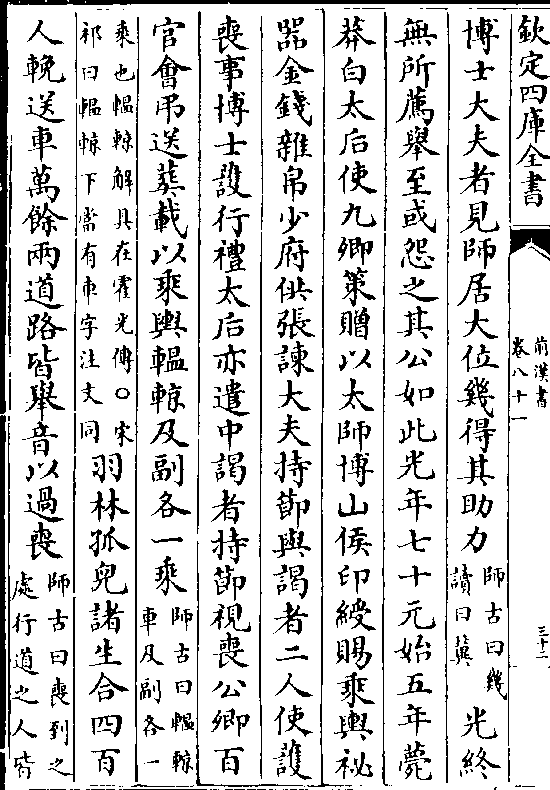 欽定四庫全書
前漢書
卷八十一
三十二
博士大夫者見師居大位幾得其助力師古曰幾讀曰冀光終
無所薦舉至或怨之其公如此光年七十元始五年薨
莽白太后使九卿策贈以太師博山侯印綬賜乘輿祕
器金錢雜帛少府供張諫大夫持節與謁者二人使護
喪事博士護行禮太后亦遣中謁者持節視喪公卿百
官會弔送葬載以乘輿轀輬及副各一乘師古曰轀輬車及副各一
乘也轀輬解具在霍光傳○宋祁曰轀輬下當有車字注文同羽林孤兒諸生合四百
人輓送車萬餘兩道路皆舉音以過喪師古曰喪到之處行道之人皆